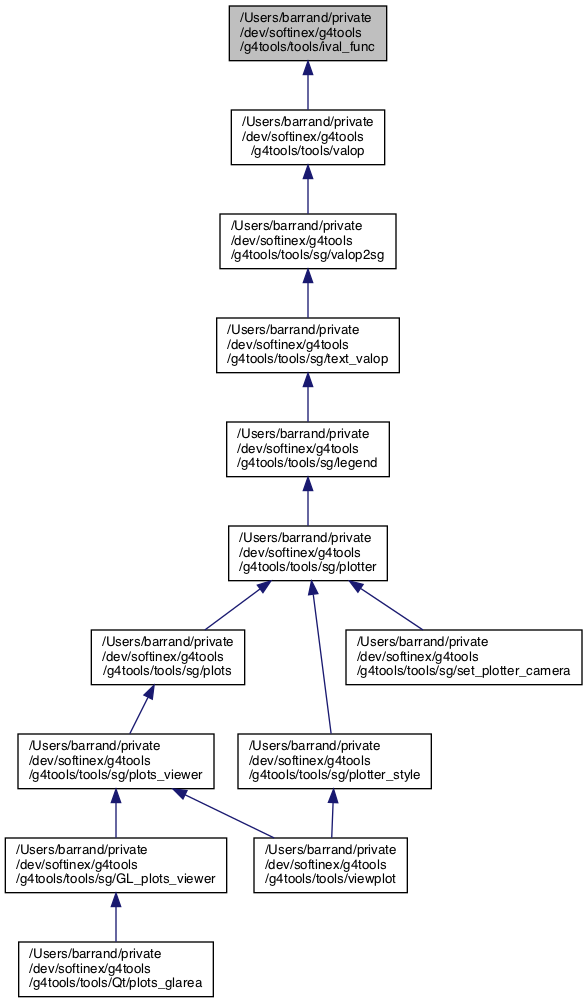 /Users/barrand/private
/dev/softinex/g4tools
/g4tools/tools/ival_func
/Users/barrand/private
/dev/softinex/g4tools
/g4tools/tools/valop
/Users/barrand/private
/dev/softinex/g4tools
/g4tools/tools/sg/valop2sg
/Users/barrand/private
/dev/softinex/g4tools
/g4tools/tools/sg/text_valop
/Users/barrand/private
/dev/softinex/g4tools
/g4tools/tools/sg/legend
/Users/barrand/private
/dev/softinex/g4tools
/g4tools/tools/sg/plotter
/Users/barrand/private
/dev/softinex/g4tools
/g4tools/tools/sg/plots
/Users/barrand/private
/dev/softinex/g4tools
/g4tools/tools/sg/set_plotter_camera
/Users/barrand/private
/dev/softinex/g4tools
/g4tools/tools/sg/plots_viewer
/Users/barrand/private
/dev/softinex/g4tools
/g4tools/tools/sg/plotter_style
/Users/barrand/private
/dev/softinex/g4tools
/g4tools/tools/sg/GL_plots_viewer
/Users/barrand/private
/dev/softinex/g4tools
/g4tools/tools/viewplot
/Users/barrand/private
/dev/softinex/g4tools
/g4tools/tools/Qt/plots_glarea